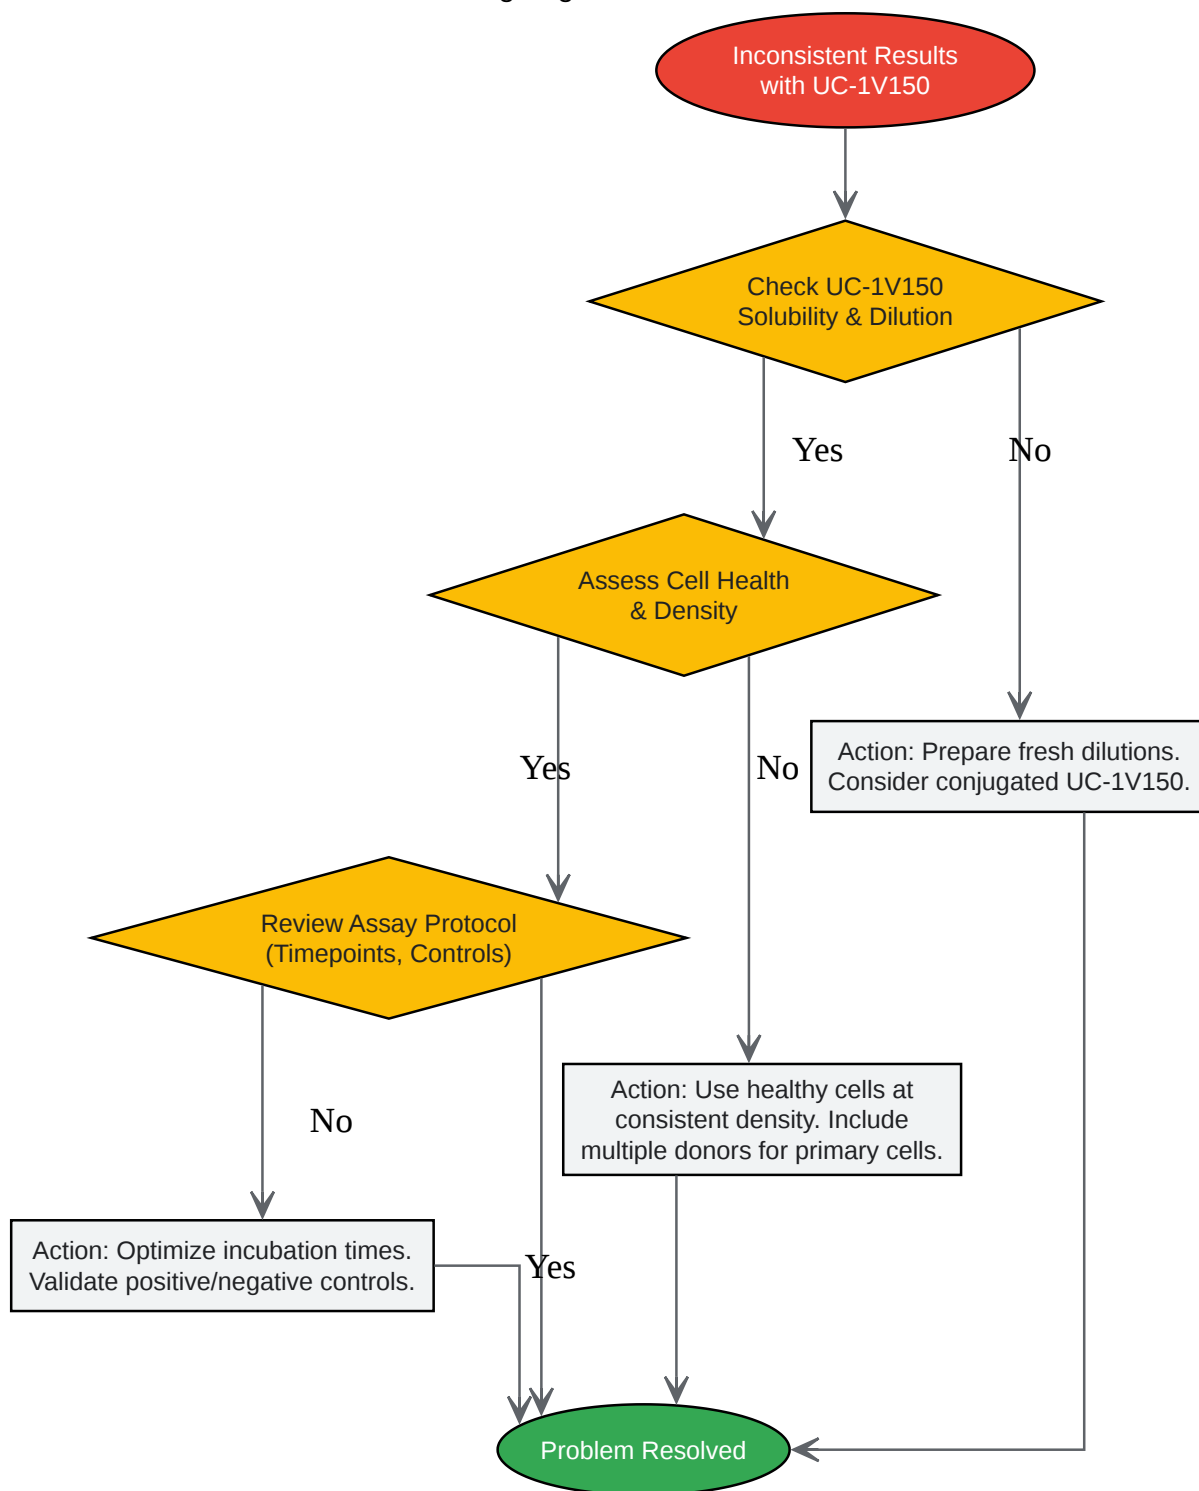 Inconsistent Results
with UC-1V150
Check UC-1V150
Solubility & Dilution
Yes
No
Assess Cell Health
& Density
Yes
No
Action: Prepare fresh dilutions.
Consider conjugated UC-1V150.
Review Assay Protocol
(Timepoints, Controls)
No
Action: Use healthy cells at
consistent density. Include
multiple donors for primary cells.
Action: Optimize incubation times.
Validate positive/negative controls.
Yes
Problem Resolved